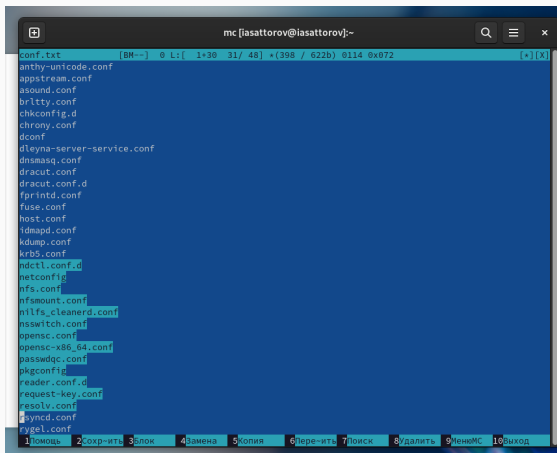 mc [iasattorov@iasattorov]:~
conf.txt [BM--] 0 L:[ 1+30 31/ 48] *(398 / 622b) 0114 0x072 [*][X]
anthy-unicode.conf
appstream.conf
asound.conf
brltty.conf
chkconfig.d
chrony.conf
dconf
dleyna-server-service.conf
dnsmasq.conf
dracut.conf
dracut.conf.d
fprintd.conf
fuse.conf
host.conf
idmapd.conf
kdump.conf
krb5.conf
ndctl.conf.d
netconfig
nfs.conf
nfsmount.conf
nilfs_cleanerd.conf
nsswitch.conf
opensc.conf
opensc-x86_64.conf
passwdqc.conf
pkgconfig
reader.conf.d
request-key.conf
resolv.conf
rsyncd.conf
rygel.conf
1Помощь 2Сохр-ить 3Блок 4Замена 5Копия 6Пере-ить 7Поиск 8Удалить 9МенюMC 10Выход